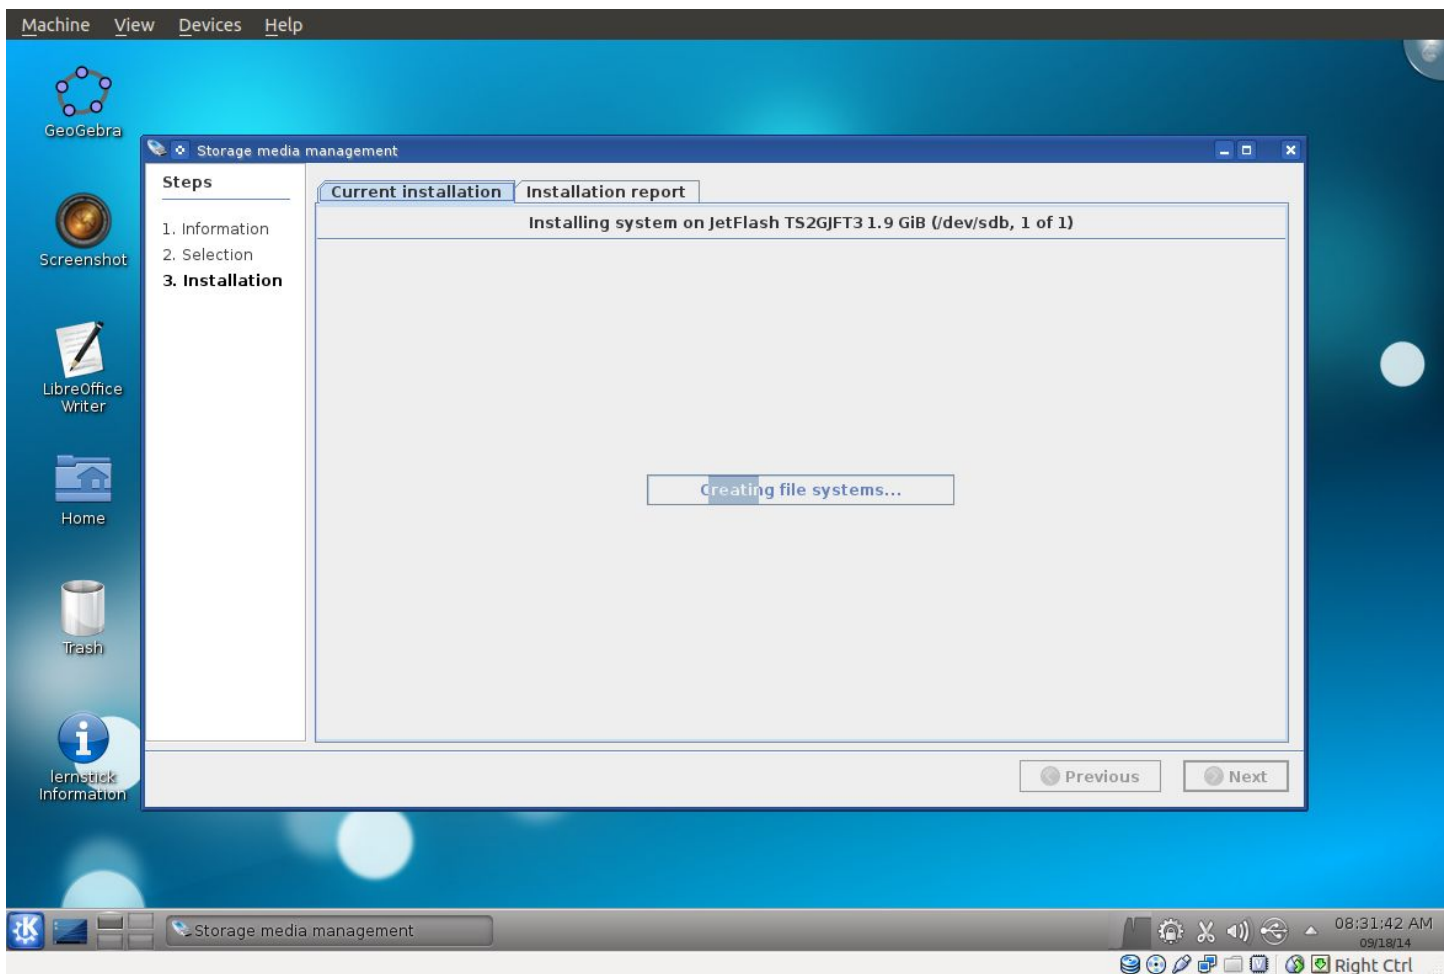 Machine View Devices Help
GeoGebra
Screenshot
LibreOffice
Writer
Home
Trash
lernstick
Information
Storage media management
Steps
1. Information
2. Selection
3. Installation
Current installation Installation report
Installing system on JetFlash TS2GJFT3 1.9 GiB (/dev/sdb, 1 of 1)
Creating file systems...
Previous Next
Storage media management
08:31:42 AM
09/18/14
Right Ctrl